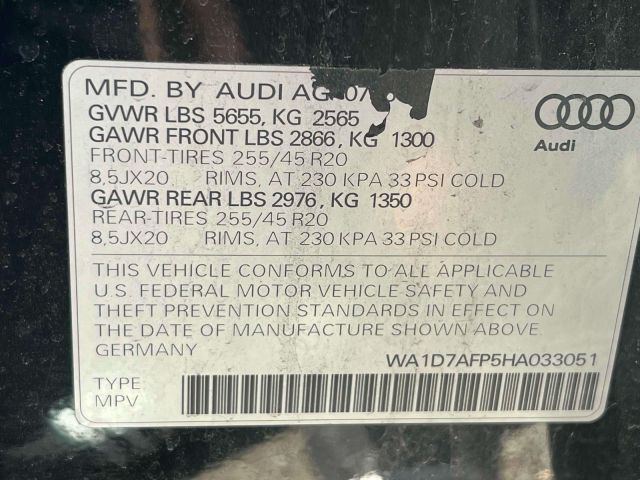 MFD. BY AUDI AG 07
GVWR LBS 5655, KG 2565
GAWR FRONT LBS 2866, KG 1300
FRONT-TIRES 255/45 R20
8,5JX20 RIMS, AT 230 KPA 33 PSI COLD
GAWR REAR LBS 2976, KG 1350
REAR-TIRES 255/45 R20
8,5JX20 RIMS, AT 230 KPA 33 PSI COLD
Audi
THIS VEHICLE CONFORMS TO ALL APPLICABLE
U.S. FEDERAL MOTOR VEHICLE SAFETY AND
THEFT PREVENTION STANDARDS IN EFFECT ON
THE DATE OF MANUFACTURE SHOWN ABOVE.
GERMANY WA1D7AFP5HA033051
TYPE:
MPV